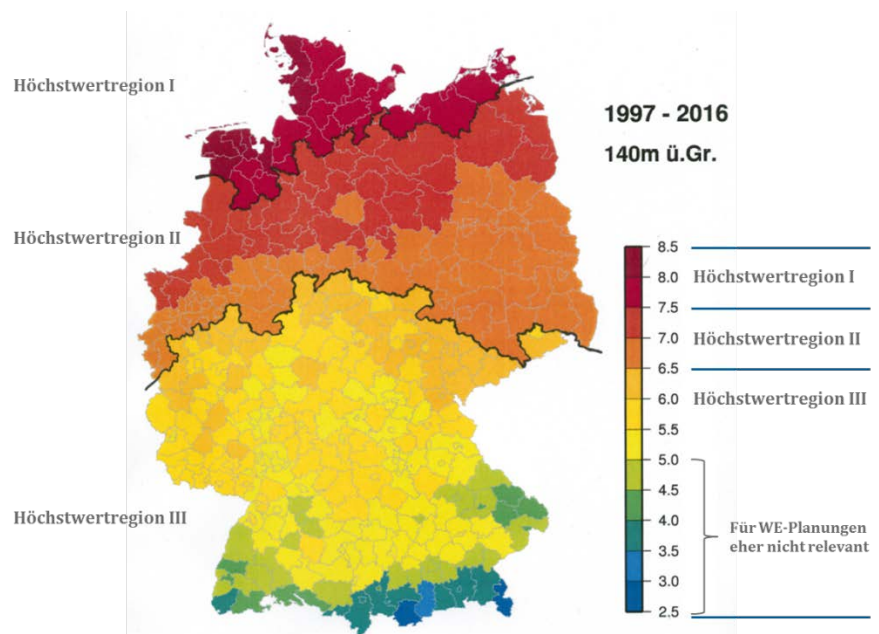 Höchstwertregion I
1997 - 2016
140m ü.Gr.
Höchstwertregion II
8.5
8.0
Höchstwertregion I
7.5
7.0
Höchstwertregion II
6.5
6.0
Höchstwertregion III
5.5
5.0
4.5
4.0
3.5
3.0
2.5
Für WE-Planungen
eher nicht relevant
Höchstwertregion III